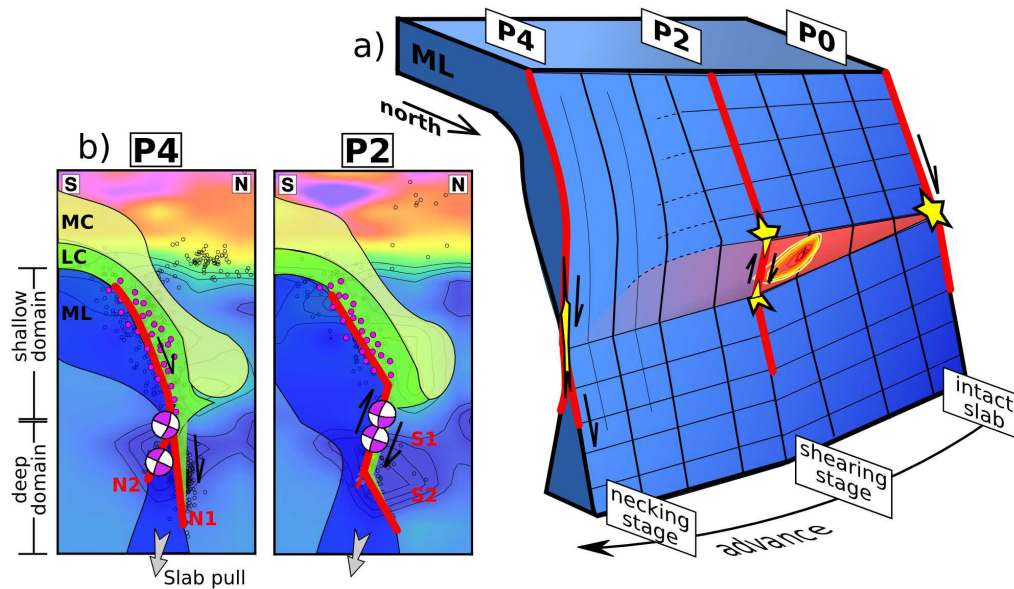 a)
P4
P2
P0
ML
north
intact
slab
shearing
stage
necking
stage
advance
b)
P4
P2
S
N
S
N
MC
LC
ML
shallow
domain
deep
domain
N2
N1
S1
S2
Slab pull